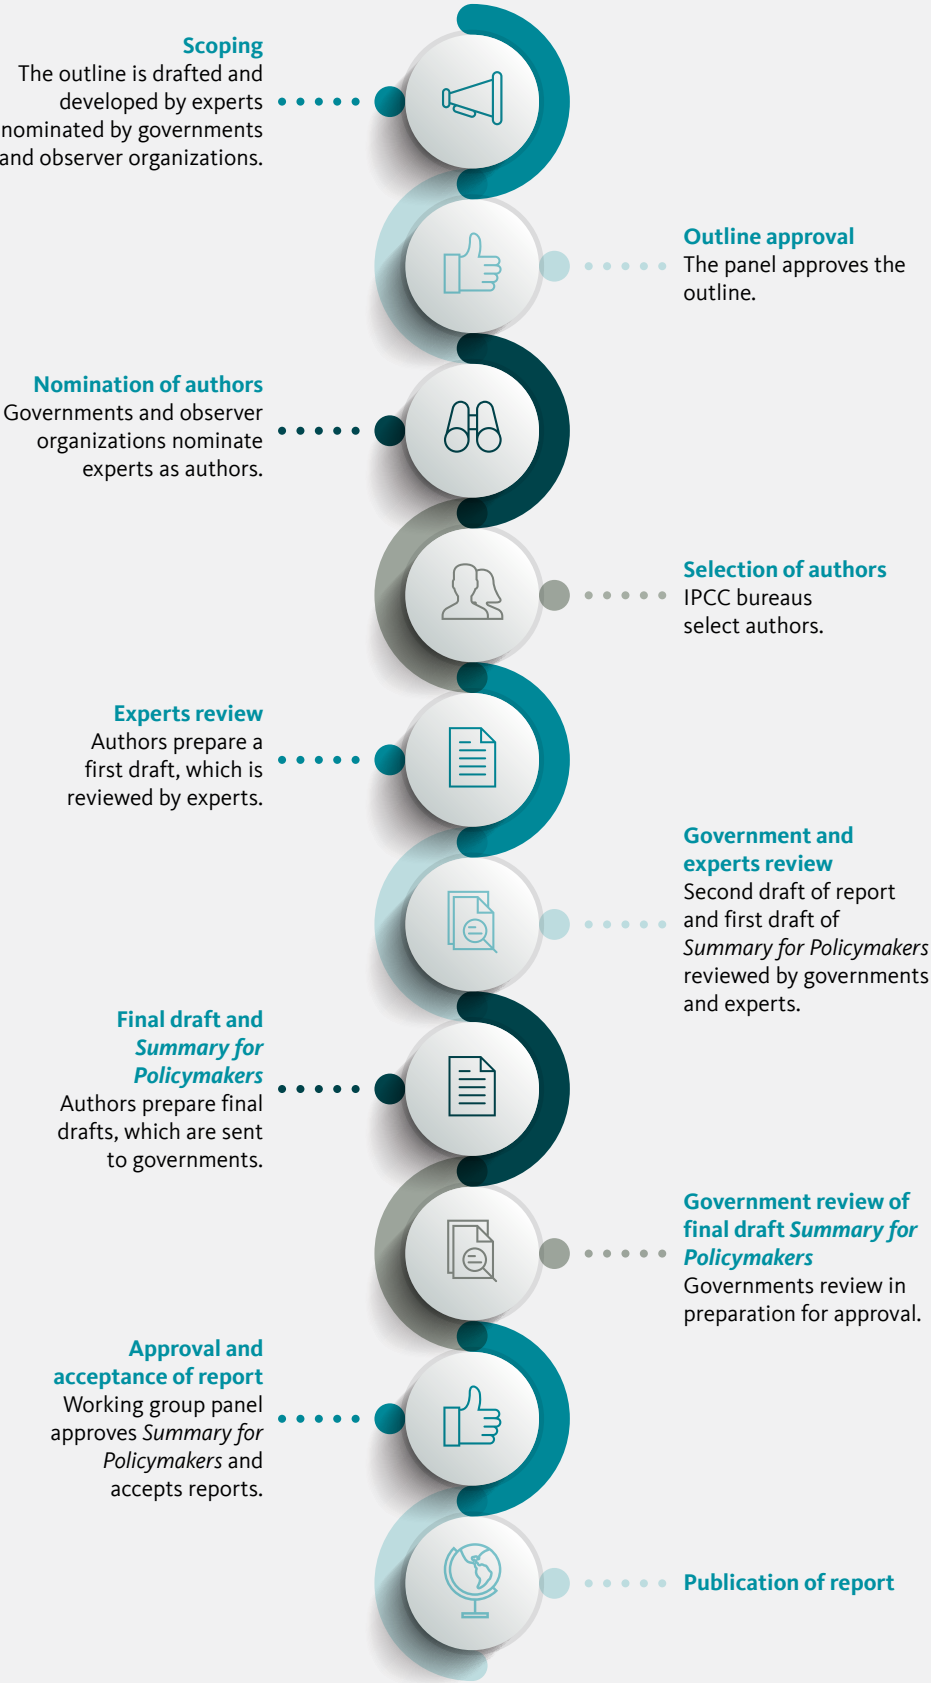 Scoping
The outline is drafted and
developed by experts
nominated by governments
and observer organizations.
Outline approval
The panel approves the
outline.
Nomination of authors
Governments and observer
organizations nominate
experts as authors.
Selection of authors
IPCC bureaus
select authors.
Experts review
Authors prepare a
first draft, which is
reviewed by experts.
Government and
experts review
Second draft of report
and first draft of
Summary for Policymakers
reviewed by governments
and experts.
Final draft and
Summary for
Policymakers
Authors prepare final
drafts, which are sent
to governments.
Government review of
final draft Summary for
Policymakers
Governments review in
preparation for approval.
Approval and
acceptance of report
Working group panel
approves Summary for
Policymakers and
accepts reports.
Publication of report